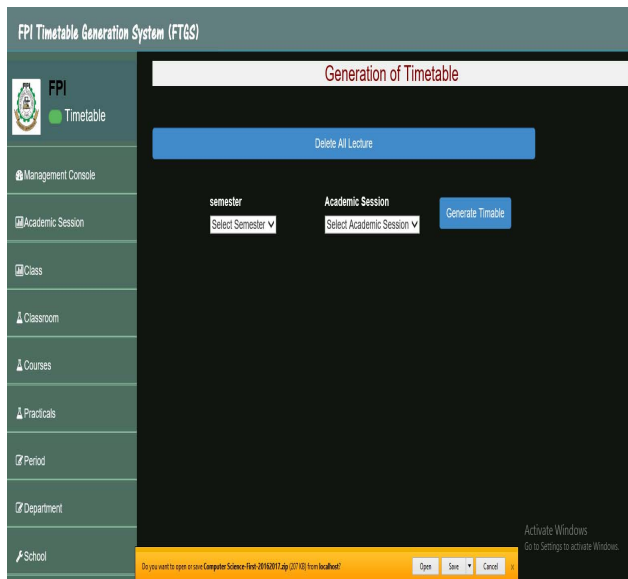 FPI Timetable Generation System (FTGS)
FPI
Timetable
Generation of Timetable
Delete All Lecture
Management Console
Academic Session
Class
Classroom
Courses
Practicals
Period
Department
School
semester
Academic Session
Select Semester
Select Academic Session
Generate Timable
Activate Windows
Go to Settings to activate Windows.
Do you want to open or save Computer Science-First-20162017.zip (207 KB) from localhost?
Open
Save
Cancel
x